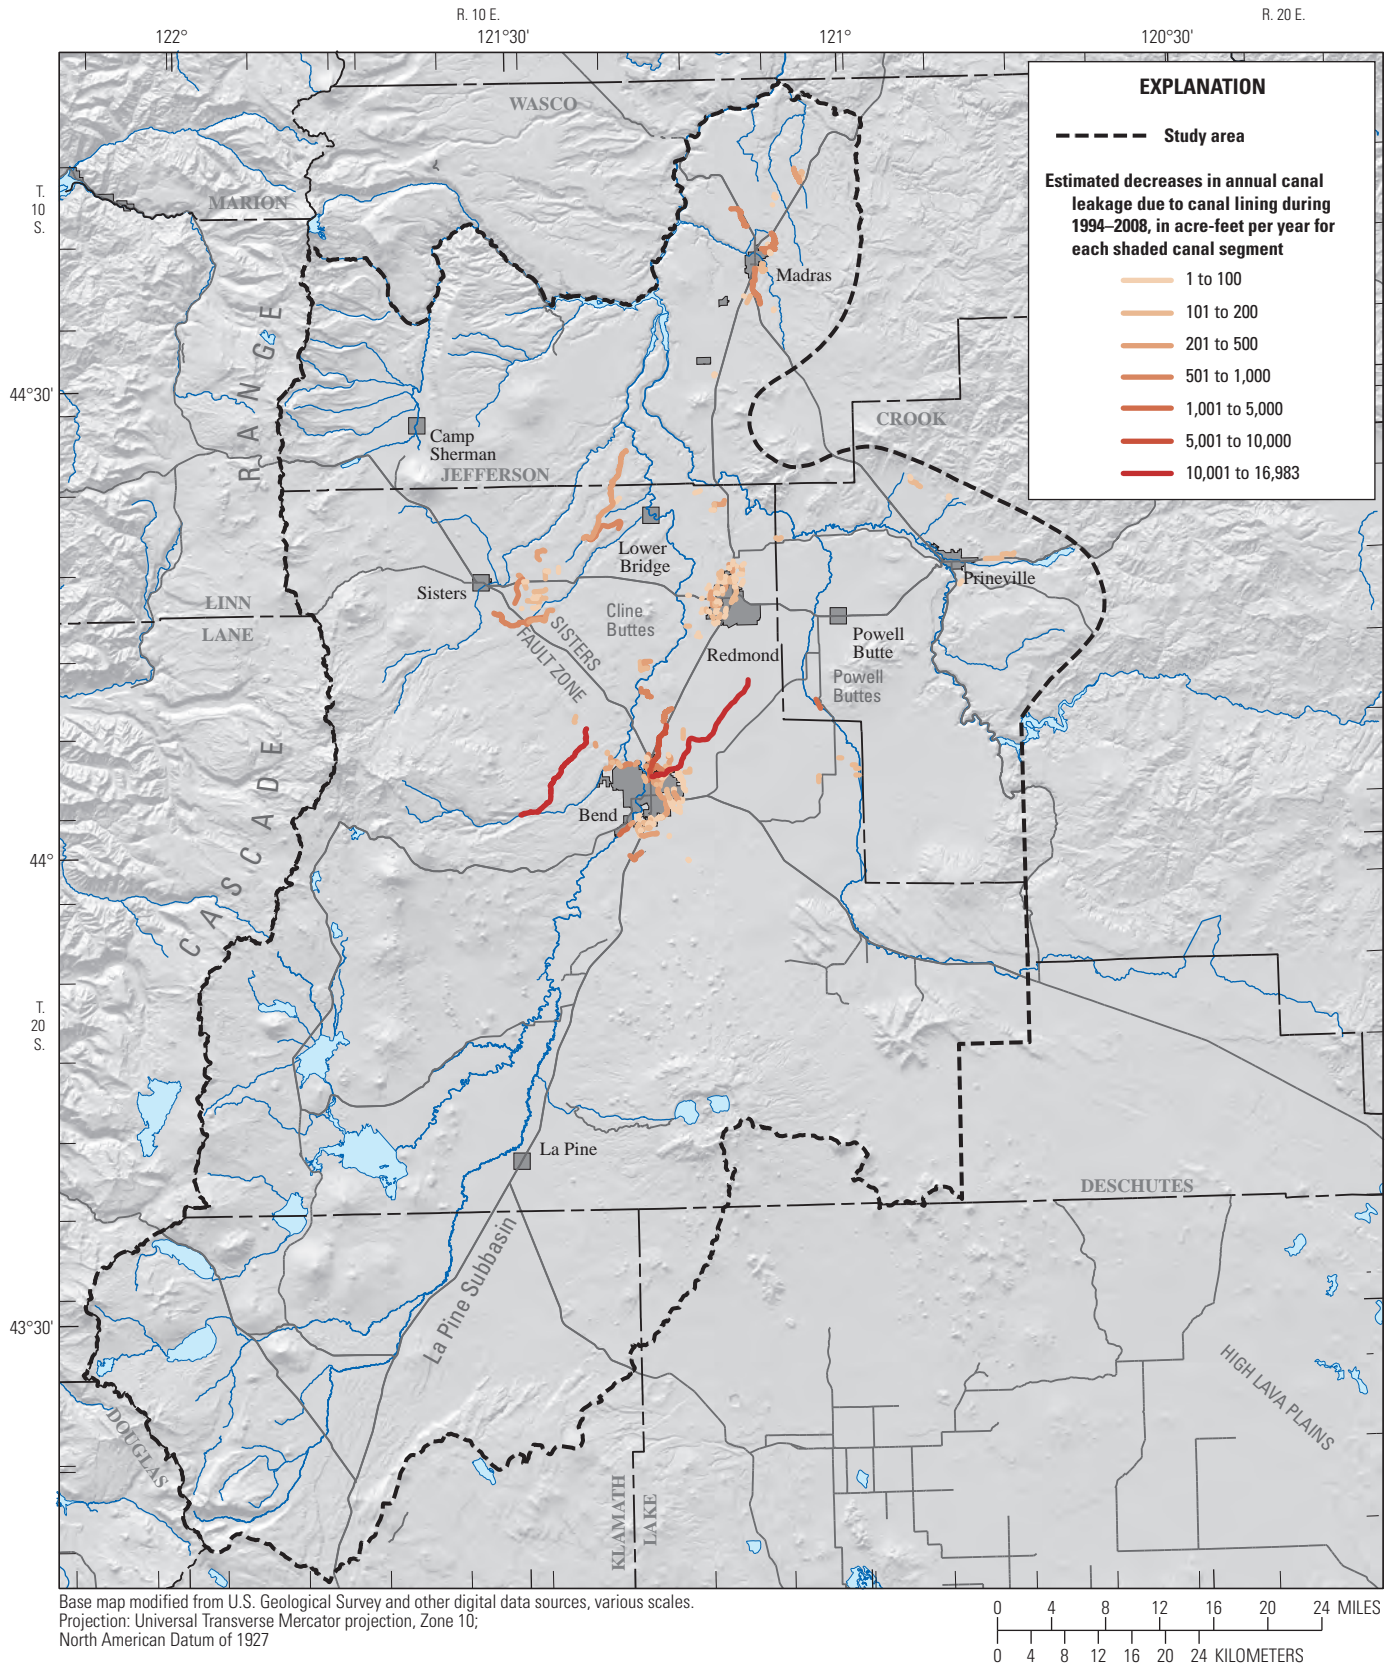 R. 10 E.
R. 20 E.
122°
121°30'
121°
120°30'
EXPLANATION
Study area
Estimated decreases in annual canal
leakage due to canal lining during
1994–2008, in acre-feet per year for
each shaded canal segment
1 to 100
101 to 200
201 to 500
501 to 1,000
1,001 to 5,000
5,001 to 10,000
10,001 to 16,983
WASCO
T.
10
S.
MARION
Madras
44°30'
CASCADE RANGE
CROOK
Camp
Sherman
JEFFERSON
Lower
Bridge
Sisters
Prineville
LINN
LANE
Cline
Buttes
SISTERS
FAULT ZONE
Powell
Butte
Redmond
Powell
Buttes
Bend
44°
T.
20
S.
La Pine
DESCHUTES
La Pine Subbasin
43°30'
HIGH LAVA PLAINS
DOUGLAS
KLAMATH
LAKE
Base map modified from U.S. Geological Survey and other digital data sources, various scales.
Projection: Universal Transverse Mercator projection, Zone 10;
North American Datum of 1927
0 4 8 12 16 20 24 MILES
0 4 8 12 16 20 24 KILOMETERS